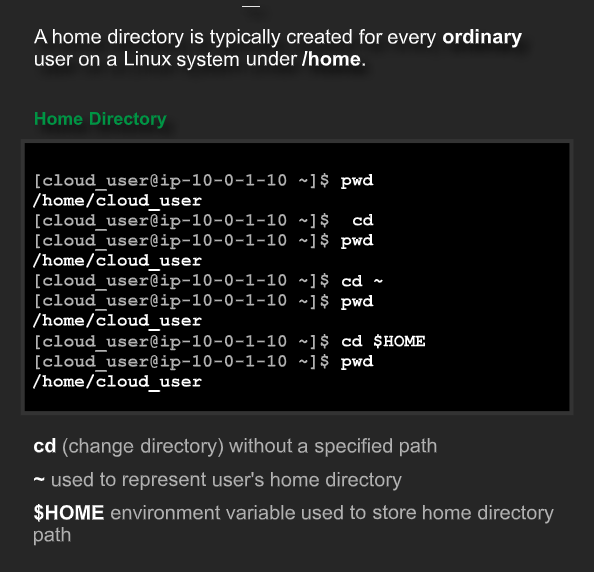 A home directory is typically created for every ordinary
user on a Linux system under /home.
Home Directory
[cloud_user@ip-10-0-1-10 ~]$ pwd
/home/cloud_user
[cloud_user@ip-10-0-1-10 ~]$  cd
[cloud_user@ip-10-0-1-10 ~]$ pwd
/home/cloud_user
[cloud_user@ip-10-0-1-10 ~]$ cd ~
[cloud_user@ip-10-0-1-10 ~]$ pwd
/home/cloud_user
[cloud_user@ip-10-0-1-10 ~]$ cd $HOME
[cloud_user@ip-10-0-1-10 ~]$ pwd
/home/cloud_user
cd (change directory) without a specified path
~ used to represent user's home directory
$HOME environment variable used to store home directory
path